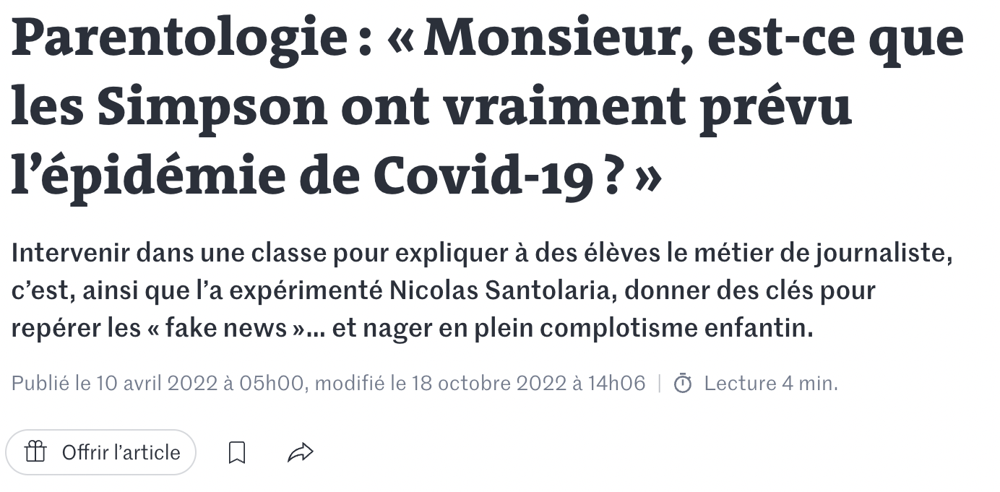 Parentologie : « Monsieur, est-ce que
les Simpson ont vraiment prévu
l’épidémie de Covid-19 ? »
Intervenir dans une classe pour expliquer à des élèves le métier de journaliste,
c’est, ainsi que l’a expérimenté Nicolas Santolaria, donner des clés pour
repérer les « fake news »… et nager en plein complotisme enfantin.
Publié le 10 avril 2022 à 05h00, modifié le 18 octobre 2022 à 14h06 | Lecture 4 min.
Offrir l’article